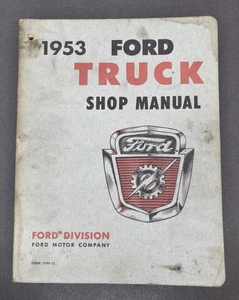 1953 FORD
TRUCK
SHOP MANUAL
Ford
FORD® DIVISION
FORD MOTOR COMPANY